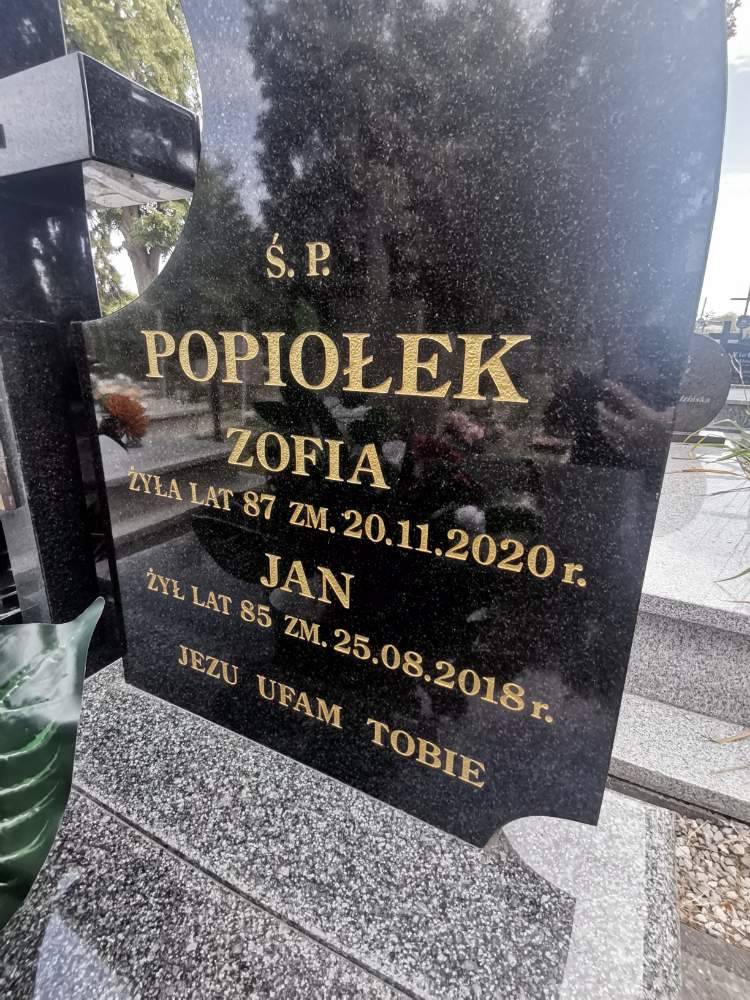 Ś. P.
POPIOŁEK
ZOFIA
ŻYŁA LAT 87 ZM. 20.11.2020 r.
JAN
ŻYŁ LAT 85 ZM. 25.08.2018 r.
JEZU UFAM TOBIE